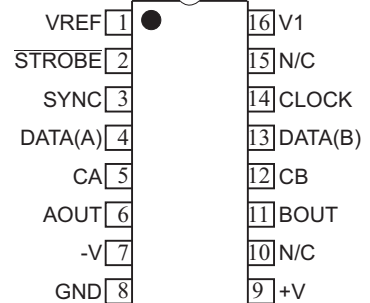 VREF 1 16 V1
STROBE 2 15 N/C
SYNC 3 14 CLOCK
DATA(A) 4 13 DATA(B)
CA 5 12 CB
AOUT 6 11 BOUT
-V 7 10 N/C
GND 8 9 +V